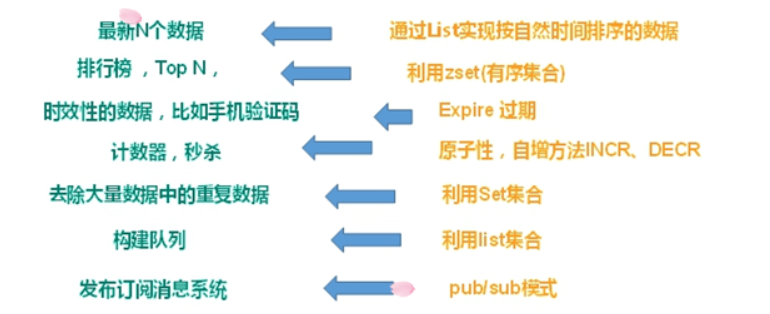 最新N个数据 通过List实现按自然时间排序的数据
排行榜，Top N， 利用zset(有序集合)
时效性的数据，比如手机验证码 Expire 过期
计数器，秒杀 原子性，自增方法INCR、DECR
去除大量数据中的重复数据 利用Set集合
构建队列 利用list集合
发布订阅消息系统 pub/sub模式